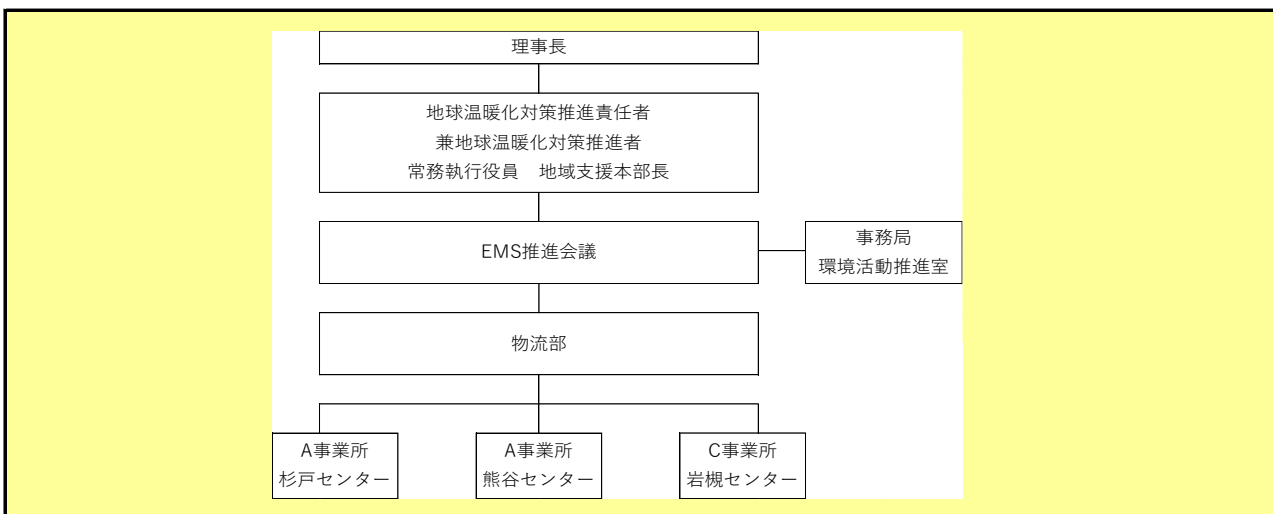 理事長
地球温暖化対策推進責任者
兼地球温暖化対策推進者
常務執行役員　地域支援本部長
EMS推進会議
事務局
環境活動推進室
物流部
A事業所
杉戸センター
A事業所
熊谷センター
C事業所
岩槻センター